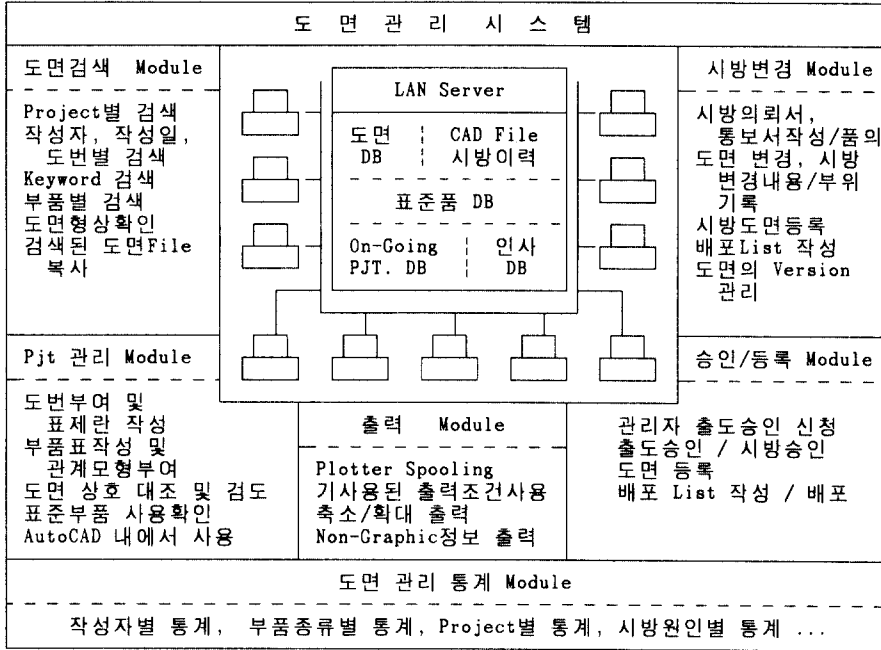 도 면 관 리 시 스 템
도면검색 Module
Project별 검색
작성자, 작성일,
도번별 검색
Keyword 검색
부품별 검색
도면형상확인
검색된 도면File
복사
LAN Server
도면 DB
CAD File 시방이력
표준품 DB
On-Going PJT. DB
인사 DB
시방변경 Module
시방의뢰서,
통보서작성/품의
도면 변경, 시방
변경내용/부위
기록
시방도면등록
배포List 작성
도면의 Version
관리
Pjt 관리 Module
도번부여 및
표제란 작성
부품표작성 및
관계모형부여
도면 상호 대조 및 검도
표준부품 사용확인
AutoCAD 내에서 사용
출력 Module
Plotter Spooling
기사용된 출력조건사용
축소/확대 출력
Non-Graphic정보 출력
승인/등록 Module
관리자 출도승인 신청
출도승인 / 시방승인
도면 등록
배포 List 작성 / 배포
도면 관리 통계 Module
작성자별 통계, 부품종류별 통계, Project별 통계, 시방원인별 통계 ...